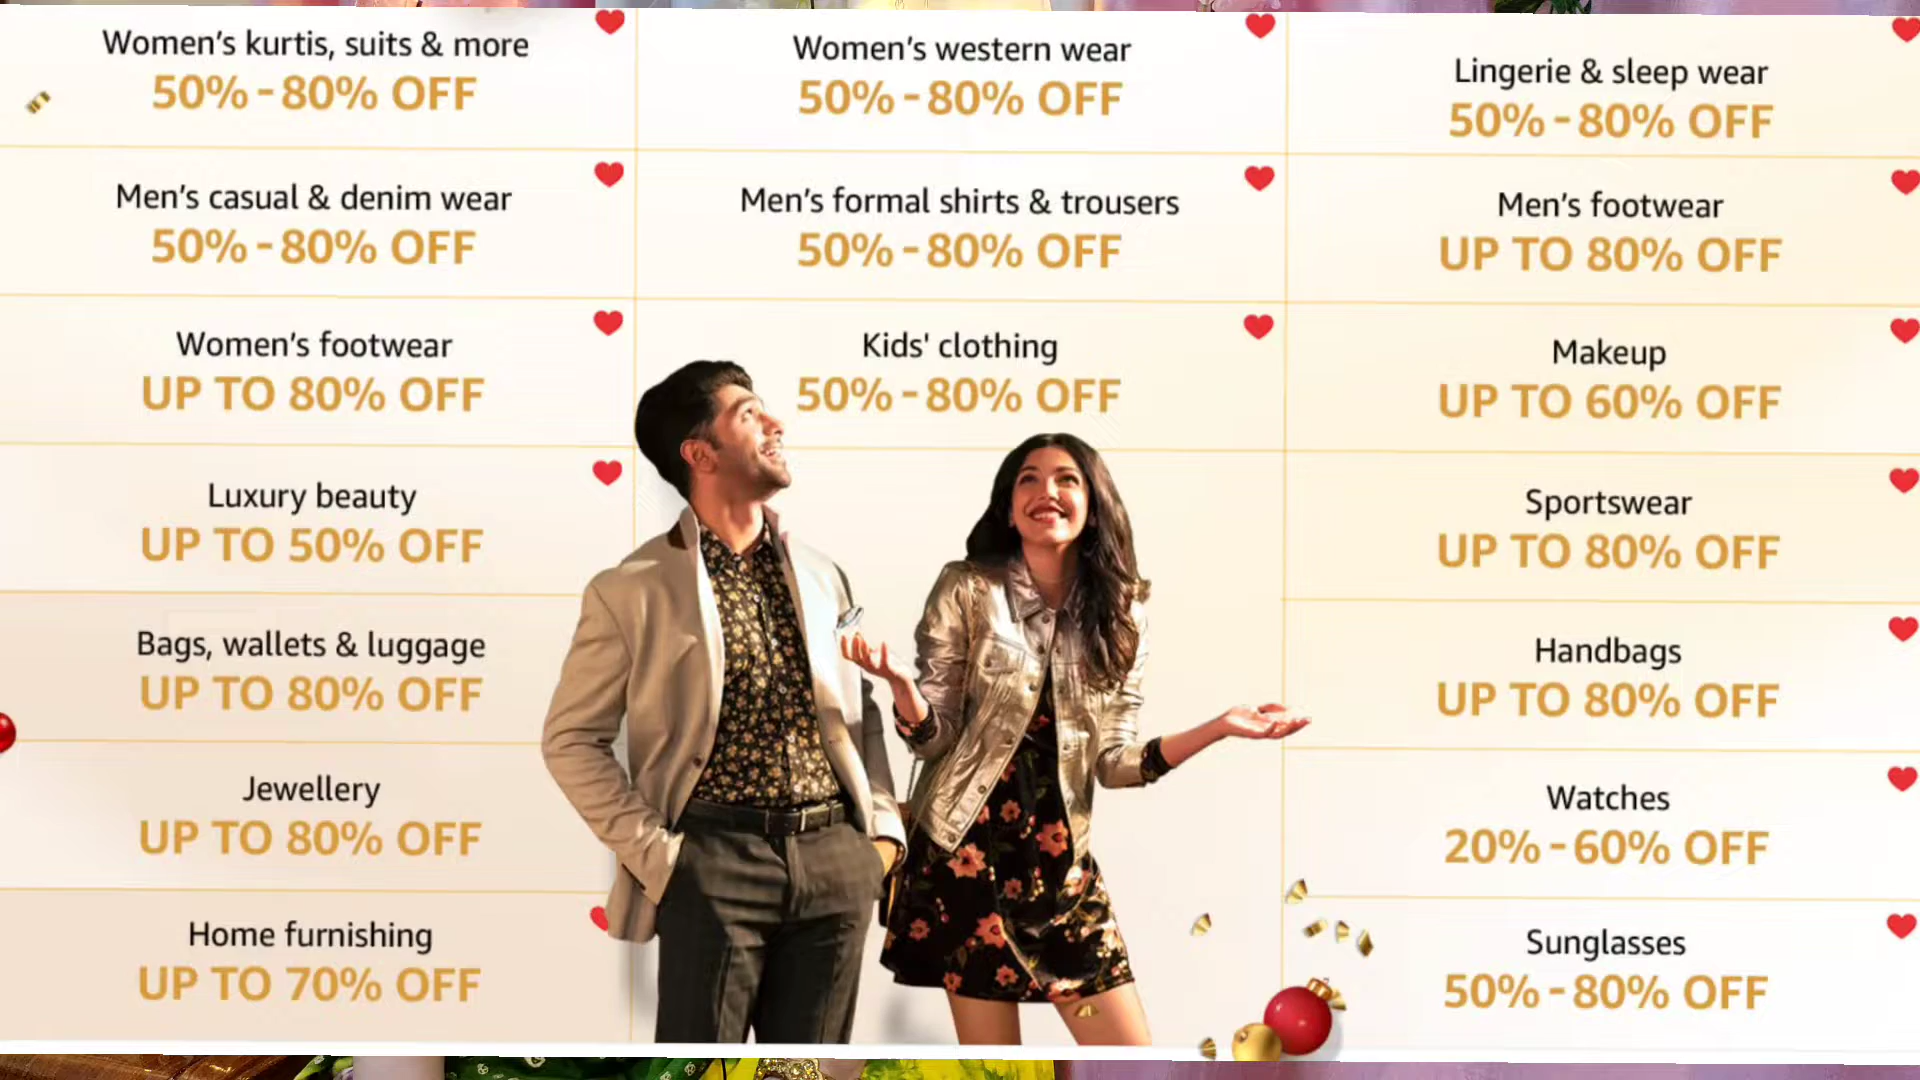 Women's kurtis, suits & more
50%-80% OFF
Women's western wear
50%-80% OFF
Lingerie & sleep wear
50%-80% OFF
Men's casual & denim wear
50%-80% OFF
Men's formal shirts & trousers
50%-80% OFF
Men's footwear
UP TO 80% OFF
Women's footwear
UP TO 80% OFF
Kids' clothing
50%-80% OFF
Makeup
UP TO 60% OFF
Luxury beauty
UP TO 50% OFF
Sportswear
UP TO 80% OFF
Bags, wallets & luggage
UP TO 80% OFF
Handbags
UP TO 80% OFF
Jewellery
UP TO 80% OFF
Watches
20%-60% OFF
Home furnishing
UP TO 70% OFF
Sunglasses
50%-80% OFF